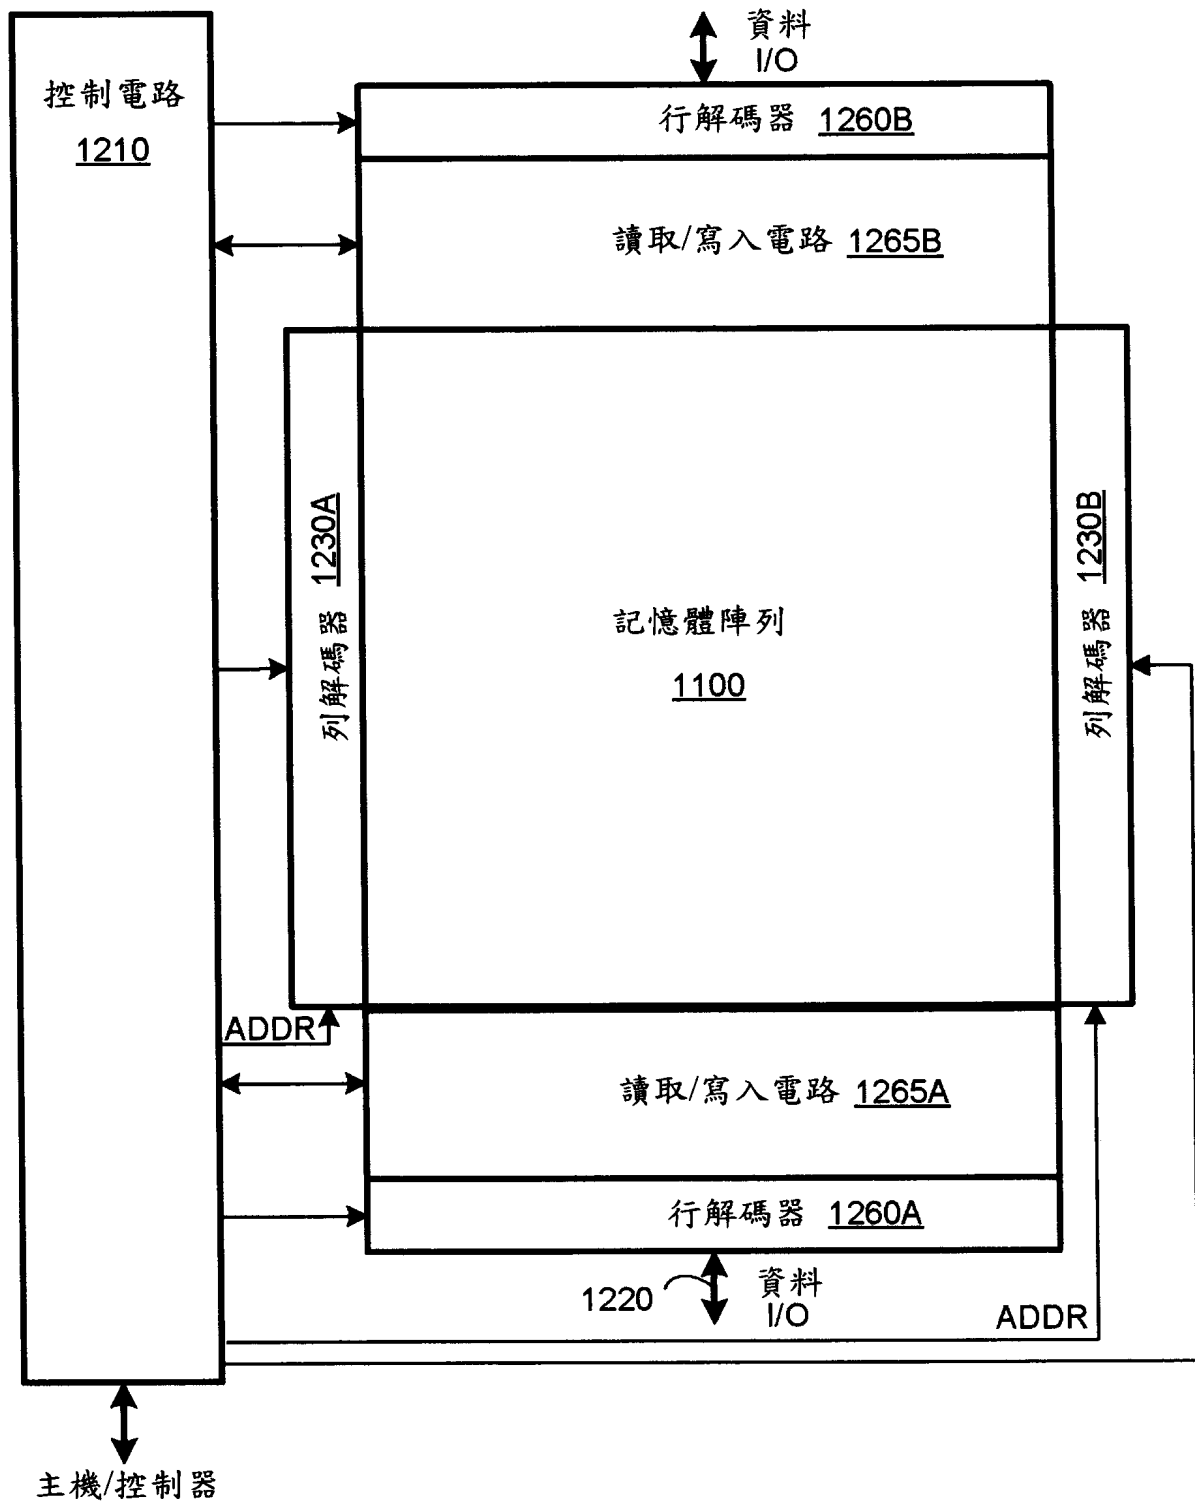 資料
I/O
控制電路
1210
行解碼器 1260B
讀取/寫入電路 1265B
列解碼器 1230A
記憶體陣列
1100
列解碼器 1230B
ADDR
讀取/寫入電路 1265A
行解碼器 1260A
1220
資料
I/O
ADDR
主機/控制器